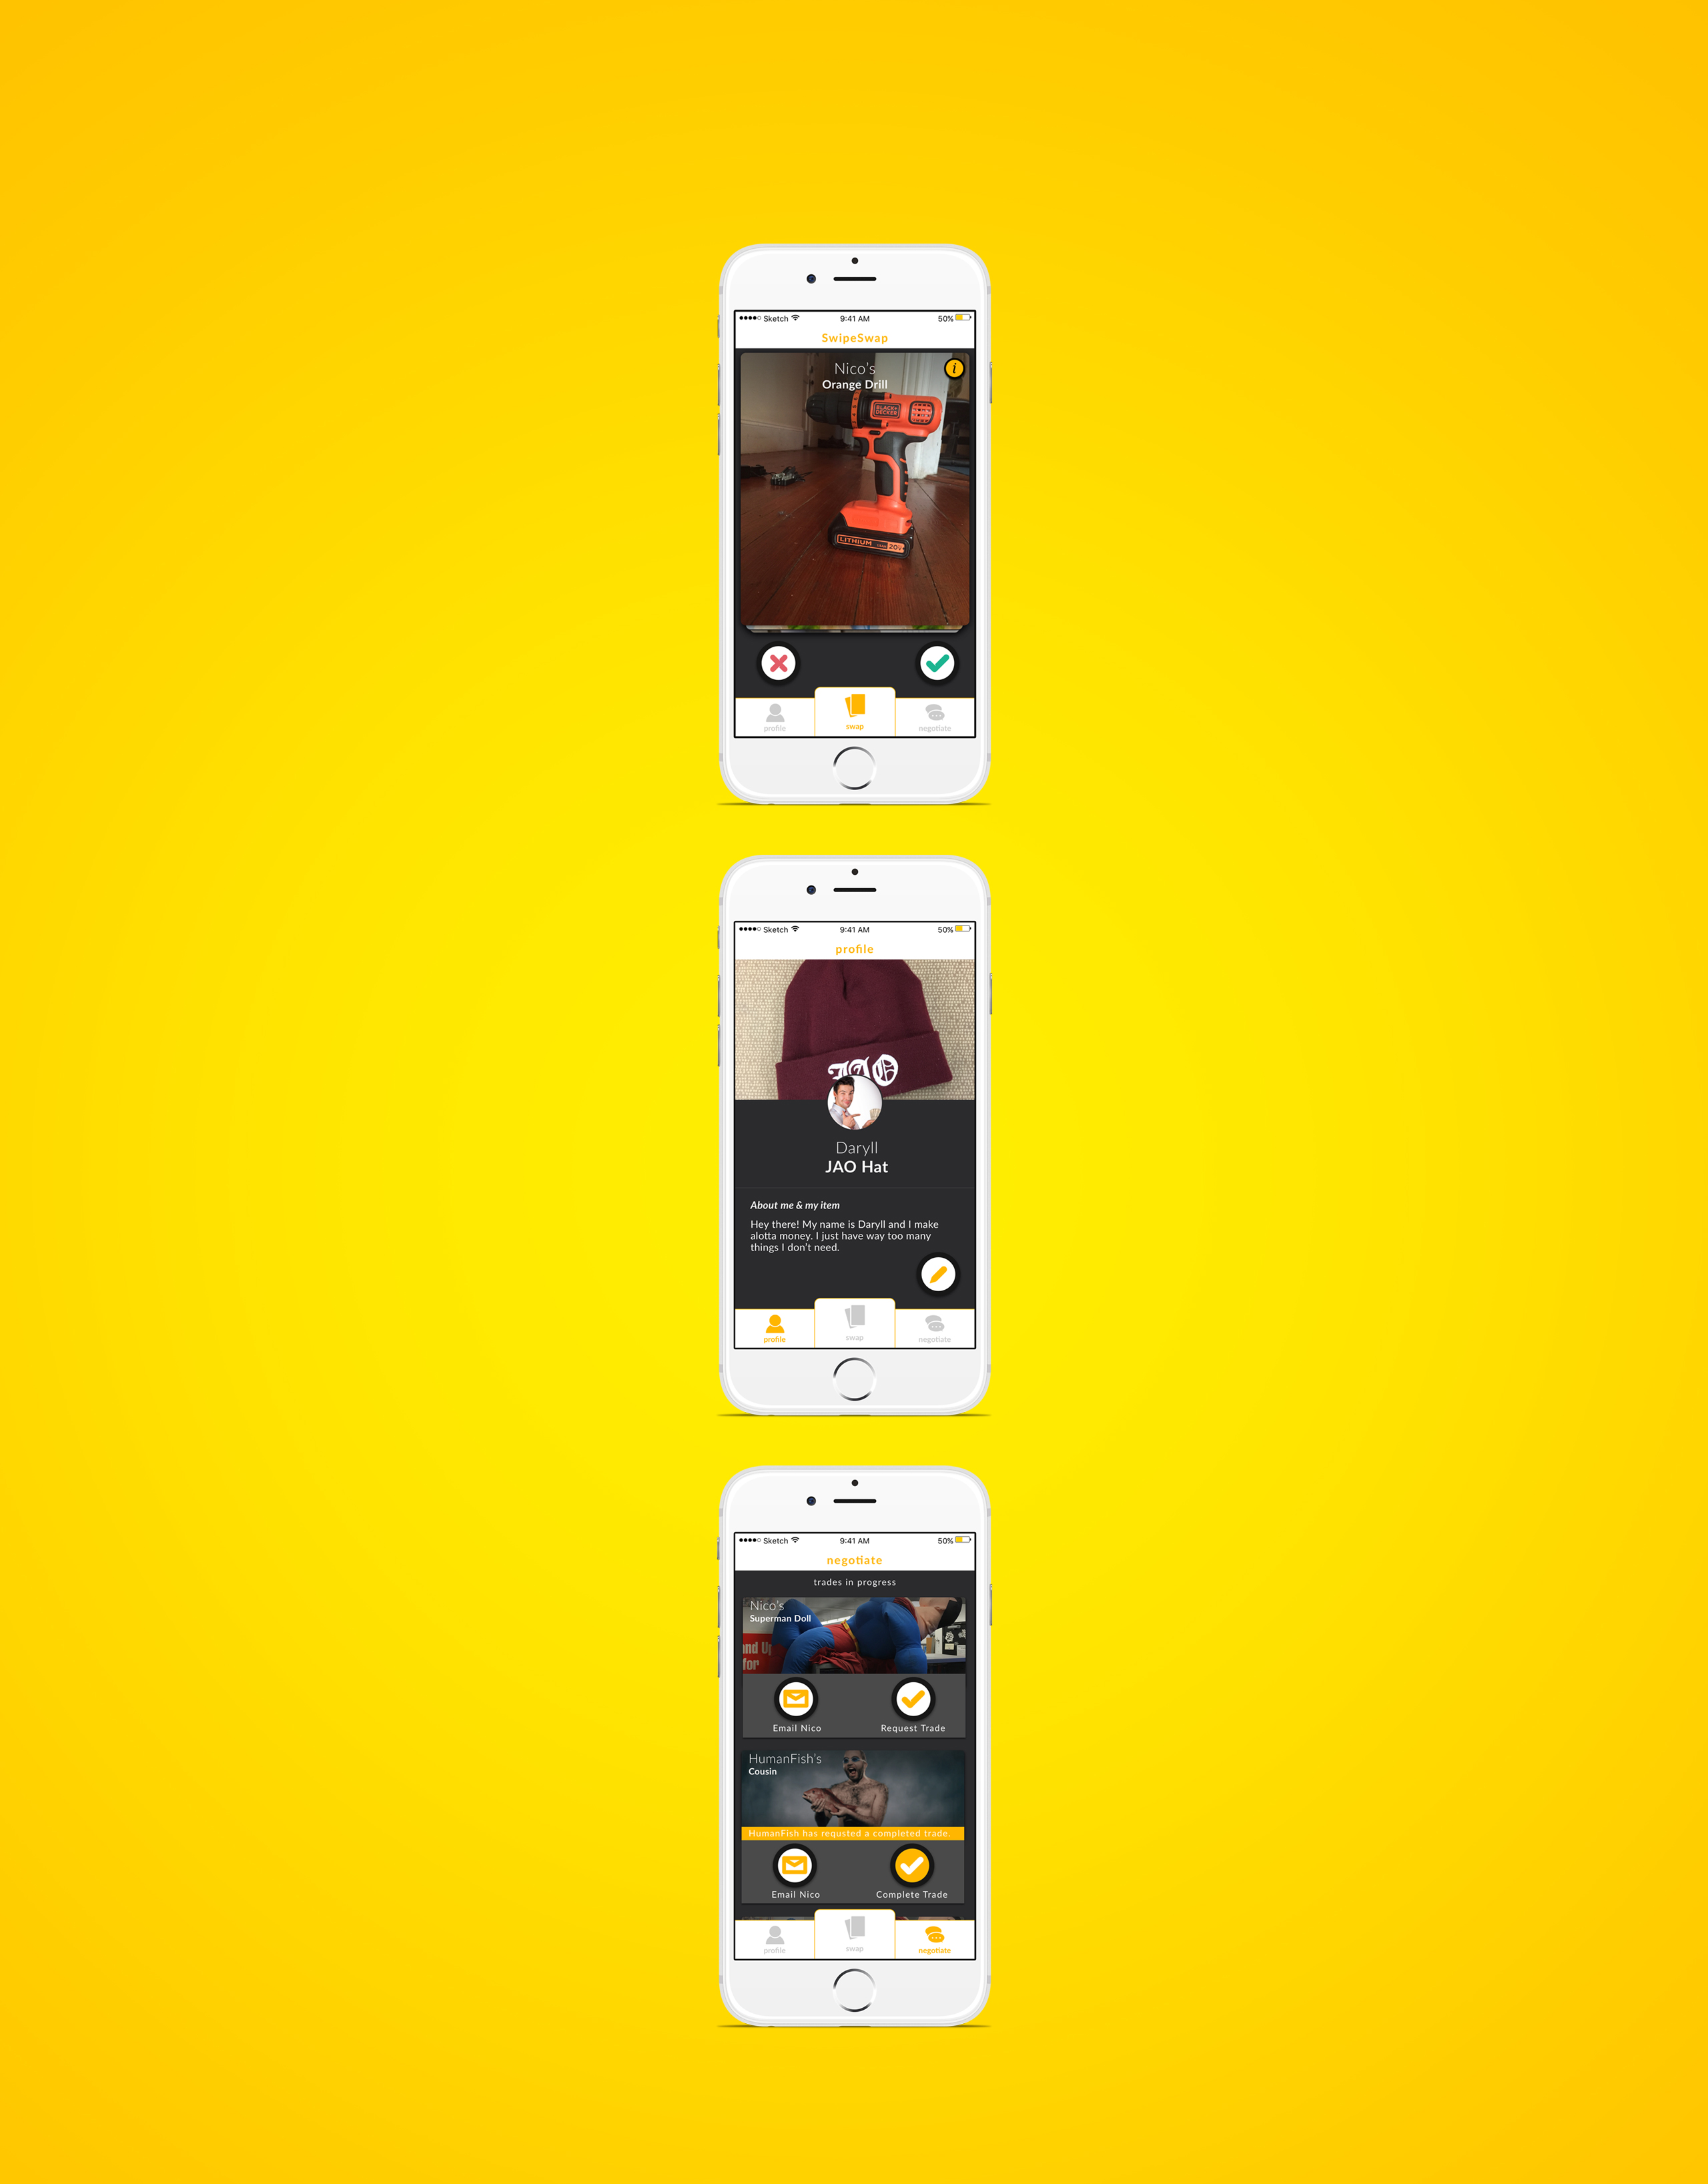 Sketch 9:41 AM 50%
SwipeSwap
Nico's
Orange Drill
i
BLACK+
DECKER
LITHIUM 20v
profile swap negotiate
Sketch 9:41 AM 50%
profile
JAO
Daryll
JAO Hat
About me & my item
Hey there! My name is Daryll and I make
alotta money. I just have way too many
things I don't need.
profile swap negotiate
Sketch 9:41 AM 50%
negotiate
trades in progress
Nico's
Superman Doll
and Up
for
Email Nico Request Trade
HumanFish's
Cousin
HumanFish has requsted a completed trade.
Email Nico Complete Trade
profile swap negotiate